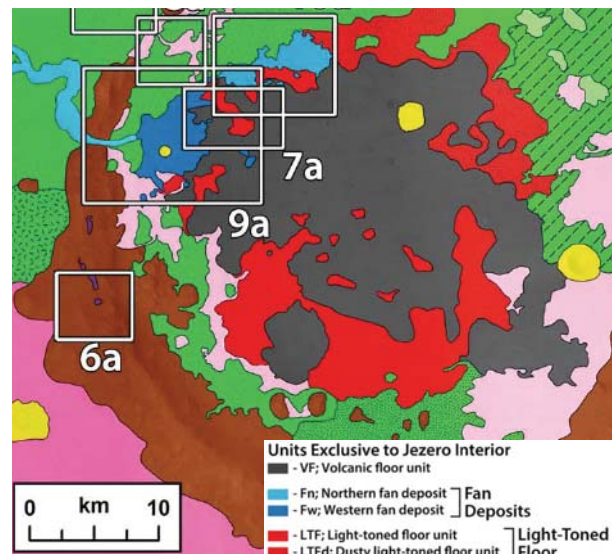 7a
9a
6a
0 km 10
Units Exclusive to Jezero Interior
- VF; Volcanic floor unit
- Fn; Northern fan deposit
- Fw; Western fan deposit
Fan
Deposits
- LTF; Light-toned floor unit
- LTFd; Dusty light-toned floor unit
Light-Toned
Floor